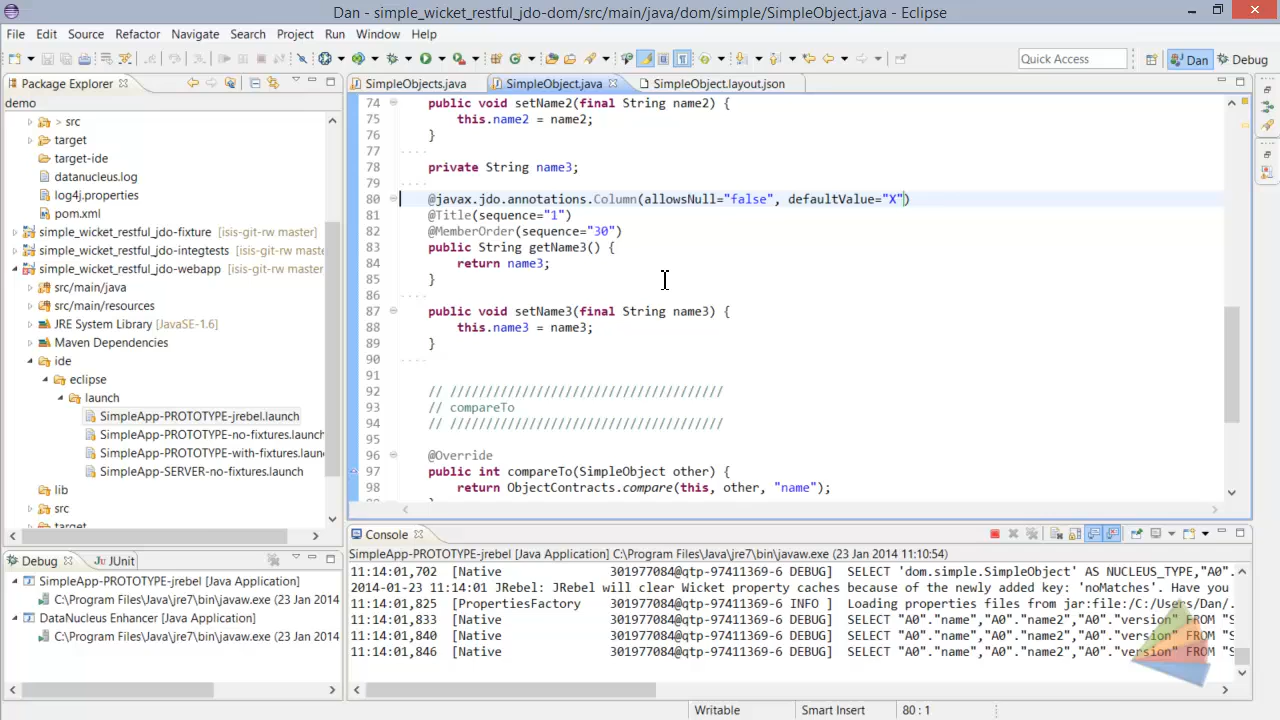 Dan - simple_wicket_restful_jdo-dom/src/main/java/dom/simple/SimpleObject.java - Eclipse
File Edit Source Refactor Navigate Search Project Run Window Help
Quick Access Dan Debug
Package Explorer
demo
> src
target
target-ide
datanucleus.log
log4j.properties
pom.xml
simple_wicket_restful_jdo-fixture [isis-git-rw master]
simple_wicket_restful_jdo-integtests [isis-git-rw master]
simple_wicket_restful_jdo-webapp [isis-git-rw master]
src/main/java
src/main/resources
JRE System Library [JavaSE-1.6]
Maven Dependencies
ide
eclipse
launch
SimpleApp-PROTOTYPE-jrebel.launch
SimpleApp-PROTOTYPE-no-fixtures.launch
SimpleApp-PROTOTYPE-with-fixtures.laun
SimpleApp-SERVER-no-fixtures.launch
lib
src
target
SimpleObjects.java SimpleObject.java SimpleObject.layout.json
74 public void setName2(final String name2) {
75 this.name2 = name2;
76 }
77
78 private String name3;
79
80 @javax.jdo.annotations.Column(allowsNull="false", defaultValue="X")
81 @Title(sequence="1")
82 @MemberOrder(sequence="30")
83 public String getName3() {
84 return name3;
85 }
86
87 public void setName3(final String name3) {
88 this.name3 = name3;
89 }
90
91
92 // //////////////////////////////////////
93 // compareTo
94 // //////////////////////////////////////
95
96 @Override
97 public int compareTo(SimpleObject other) {
98 return ObjectContracts.compare(this, other, "name");
Debug JUnit
SimpleApp-PROTOTYPE-jrebel [Java Application]
C:\Program Files\Java\jre7\bin\javaw.exe (23 Jan 2014
DataNucleus Enhancer [Java Application]
C:\Program Files\Java\jre7\bin\javaw.exe (23 Jan 2014
Console
SimpleApp-PROTOTYPE-jrebel [Java Application] C:\Program Files\Java\jre7\bin\javaw.exe (23 Jan 2014 11:10:54)
11:14:01,702 [Native 301977084@qtp-97411369-6 DEBUG] SELECT 'dom.simple.SimpleObject' AS NUCLEUS_TYPE,"A0".
2014-01-23 11:14:01 JRebel: JRebel will clear Wicket property caches because of the newly added key: 'noMatches'. Have you
11:14:01,825 [PropertiesFactory 301977084@qtp-97411369-6 INFO ] Loading properties files from jar:file:/C:/Users/Dan/.
11:14:01,833 [Native 301977084@qtp-97411369-6 DEBUG] SELECT "A0"."name","A0"."name2","A0"."version" FROM "S
11:14:01,840 [Native 301977084@qtp-97411369-6 DEBUG] SELECT "A0"."name","A0"."name2","A0"."version" FROM "S
11:14:01,846 [Native 301977084@qtp-97411369-6 DEBUG] SELECT "A0"."name","A0"."name2","A0"."version" FROM "S
Writable Smart Insert 80 : 1